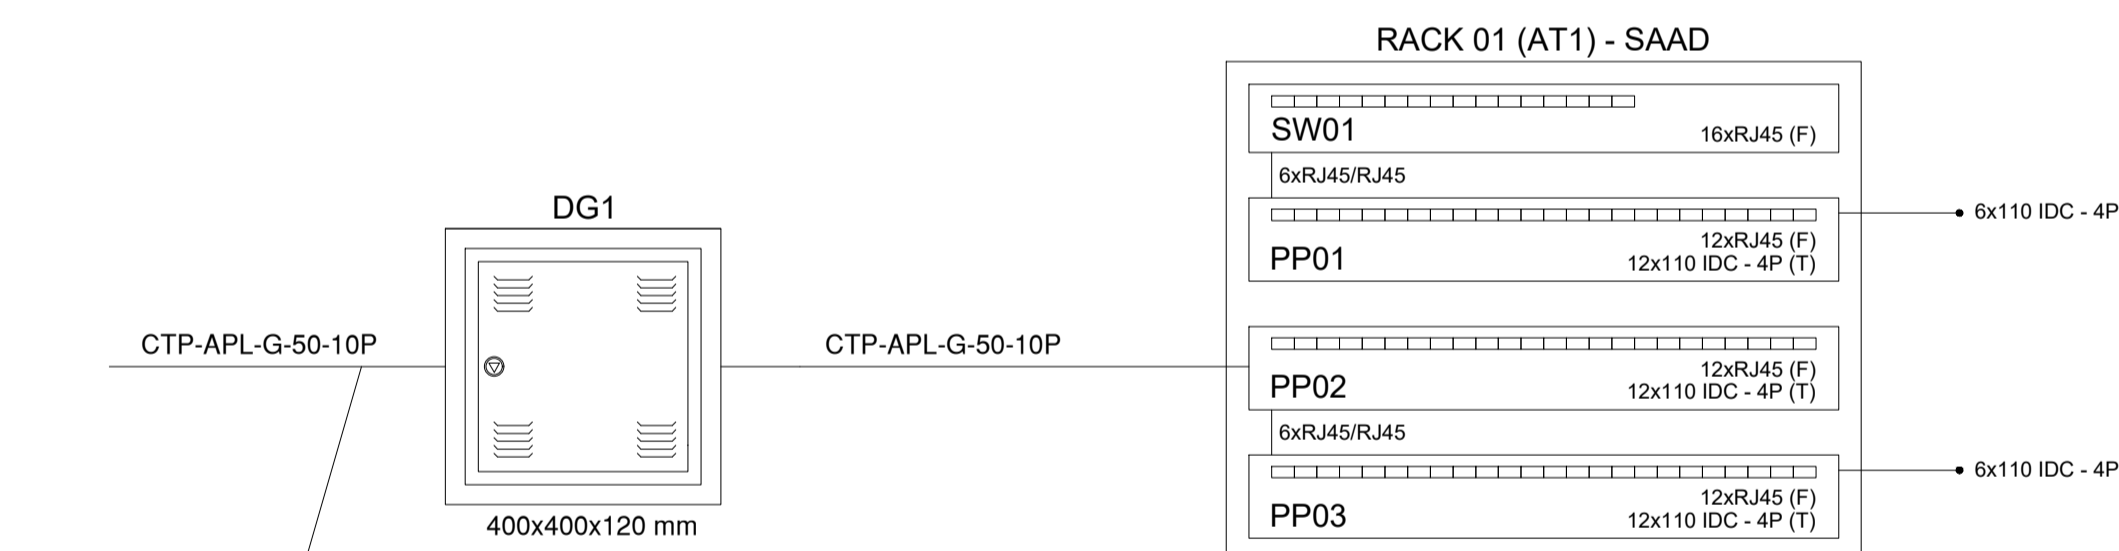 RACK 01 (AT1) - SAAD
SW01
16xRJ45 (F)
6xRJ45/RJ45
DG1
6x110 IDC - 4P
12xRJ45 (F)
PP01
12x110 IDC - 4P (T)
CTP-APL-G-50-10P
CTP-APL-G-50-10P
12xRJ45 (F)
PP02
12x110 IDC - 4P (T)
6xRJ45/RJ45
6x110 IDC - 4P
12xRJ45 (F)
PP03
12x110 IDC - 4P (T)
400x400x120 mm